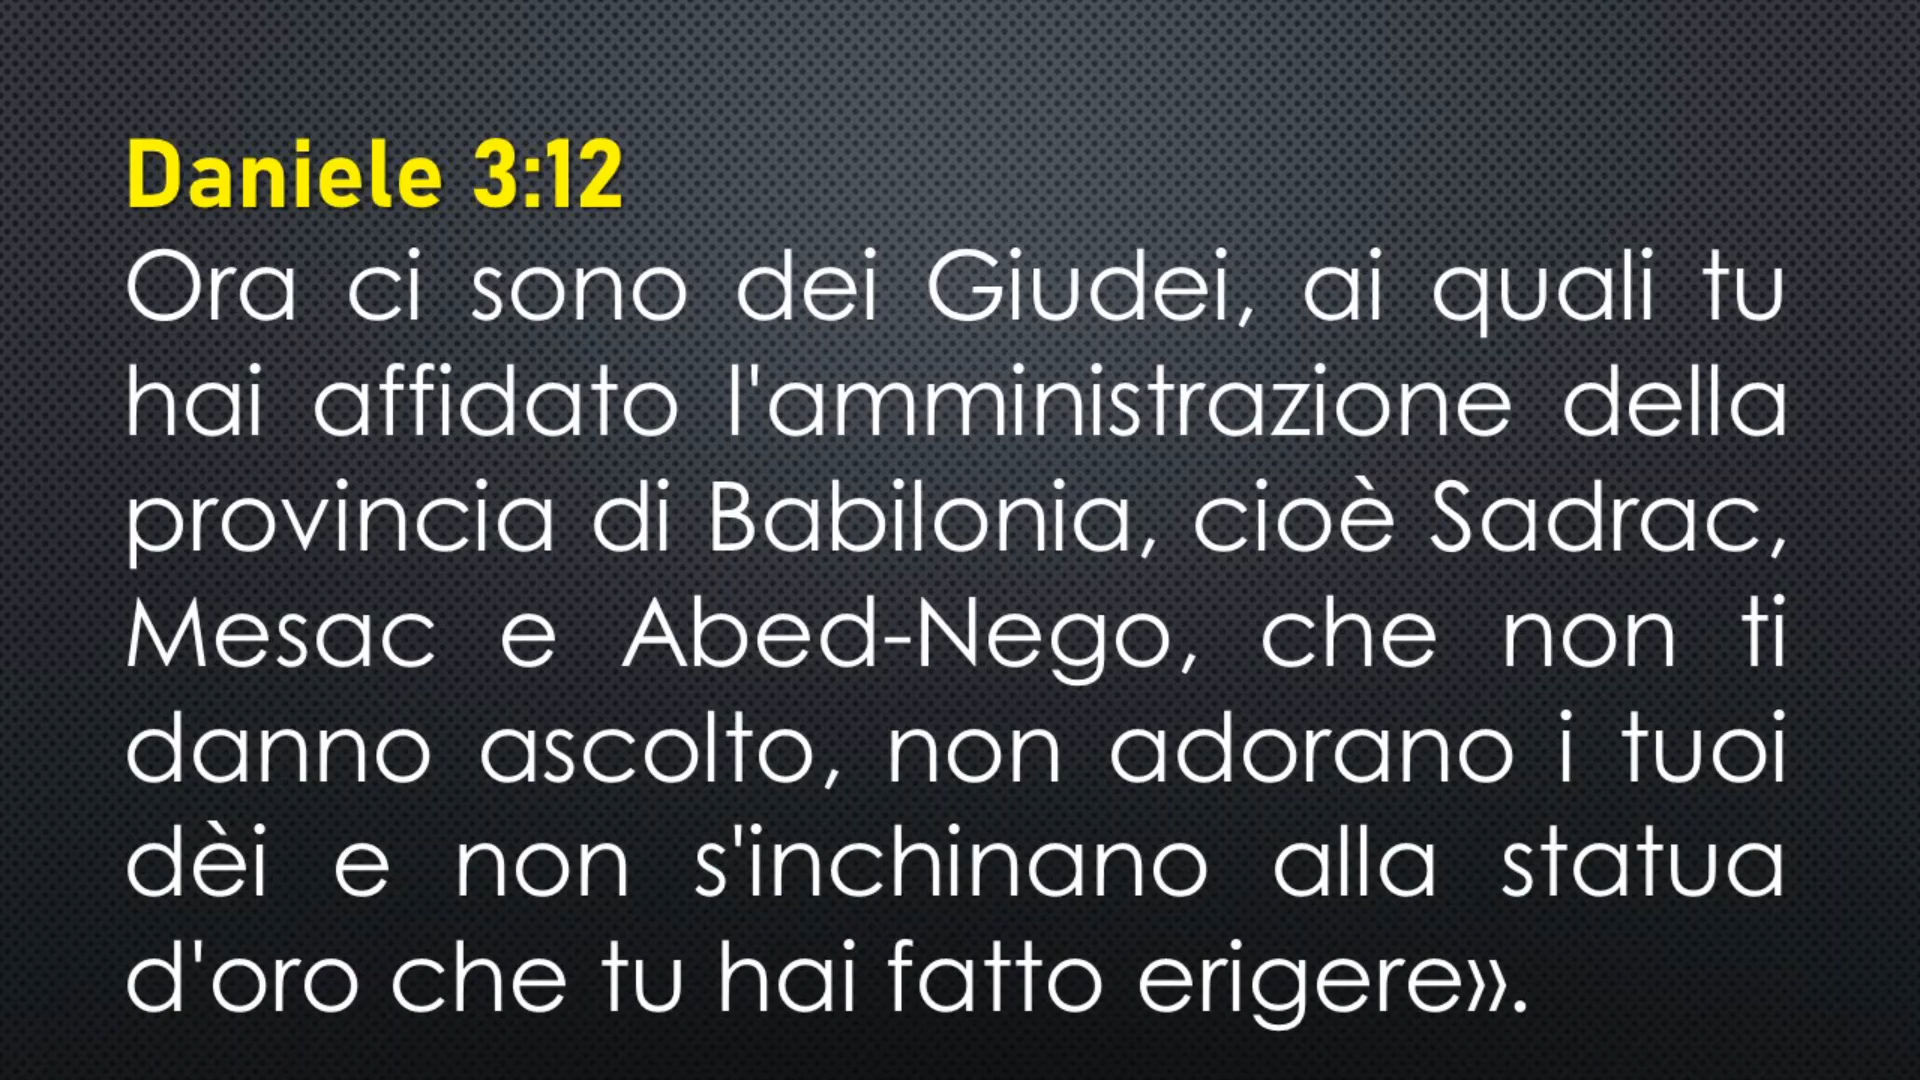 Daniele 3:12
Ora ci sono dei Giudei, ai quali tu
hai affidato l'amministrazione della
provincia di Babilonia, cioè Sadrac,
Mesac e Abed-Nego, che non ti
danno ascolto, non adorano i tuoi
dèi e non s'inchinano alla statua
d'oro che tu hai fatto erigere».